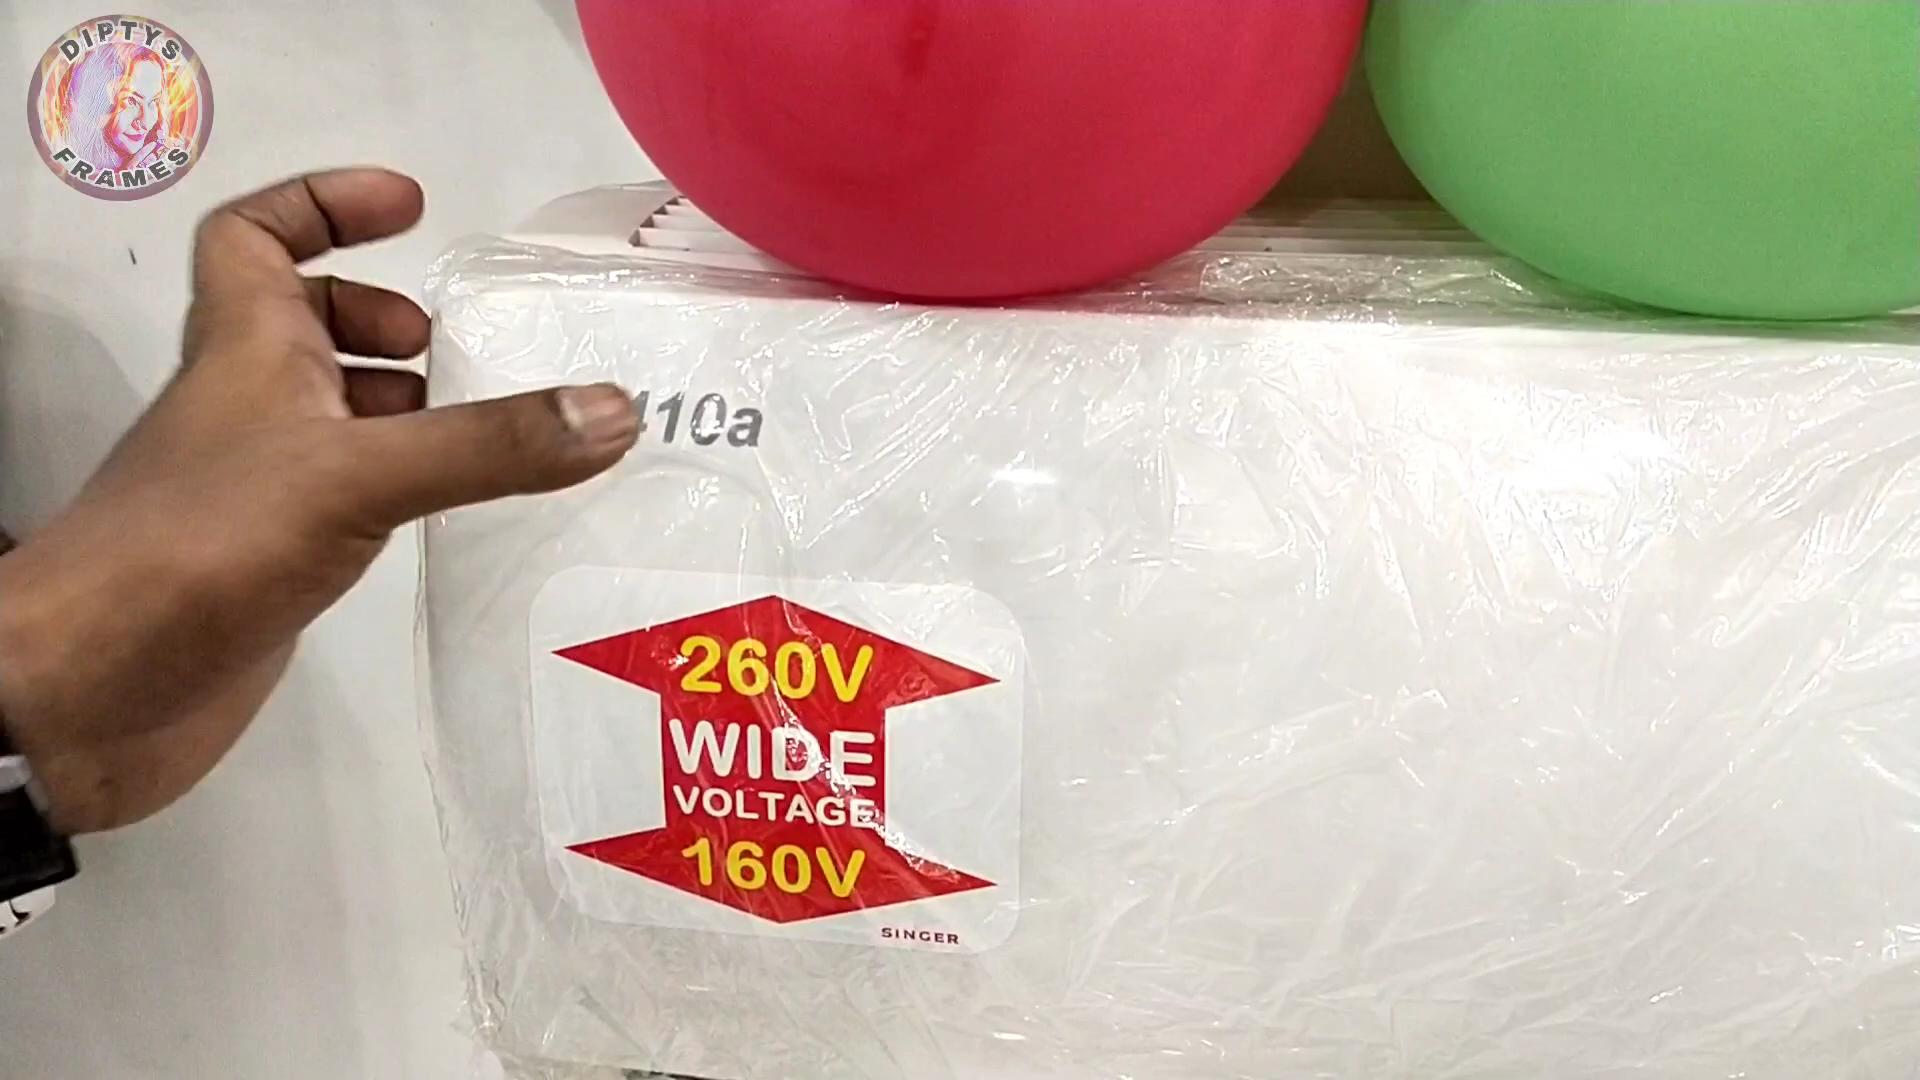 DIPTYS
FRAMES
410a
260V
WIDE
VOLTAGE
160V
SINGER